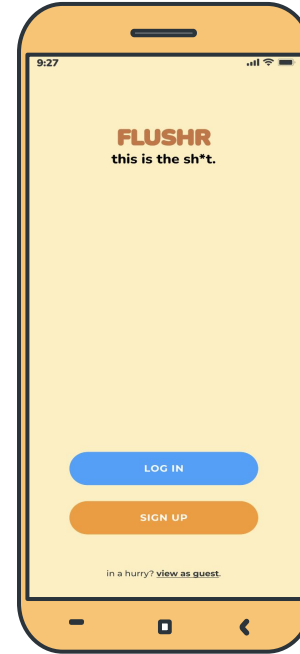 9:27
FLUSHR
this is the sh*t.
LOG IN
SIGN UP
in a hurry? view as guest.